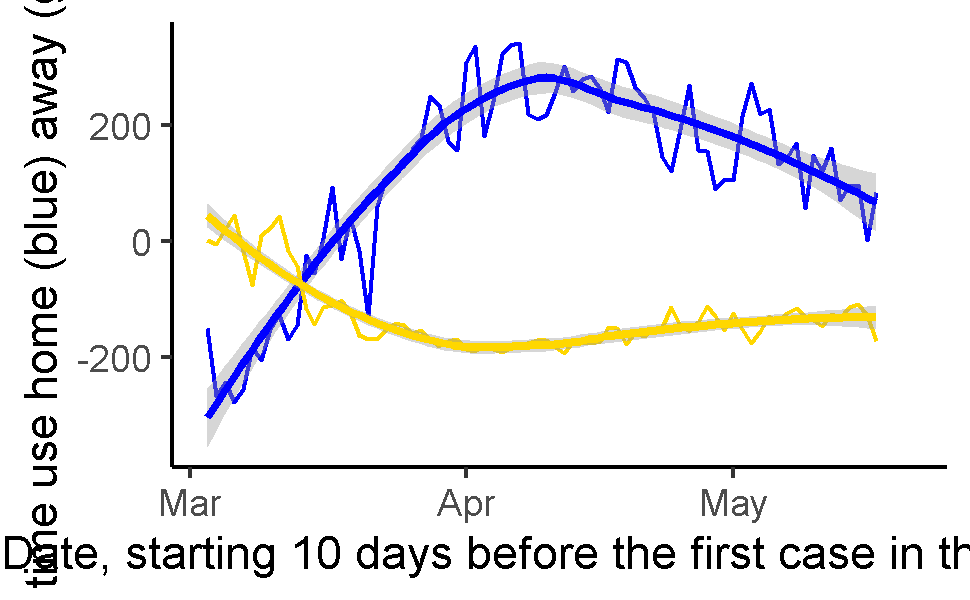 time use home (blue) away (
200
0
-200
Mar Apr May
Date, starting 10 days before the first case in th